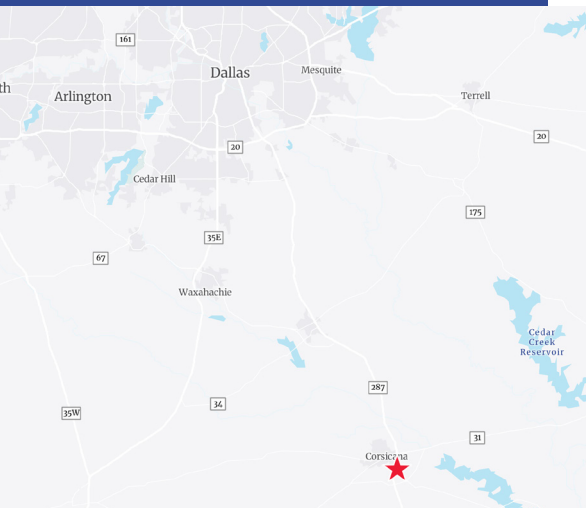 161
Dallas
Mesquite
th
Arlington
Terrell
20
20
Cedar Hill
175
35E
67
Waxahachie
Cedar
Creek
Reservoir
287
34
35W
31
Corsicana